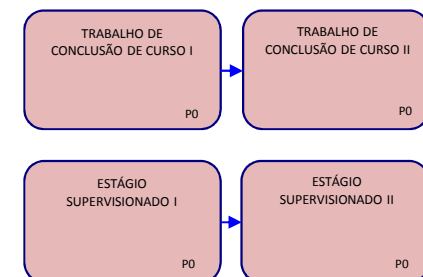 TRABALHO DE
CONCLUSÃO DE CURSO I
P0
TRABALHO DE
CONCLUSÃO DE CURSO II
P0
ESTÁGIO
SUPERVISIONADO I
P0
ESTÁGIO
SUPERVISIONADO II
P0